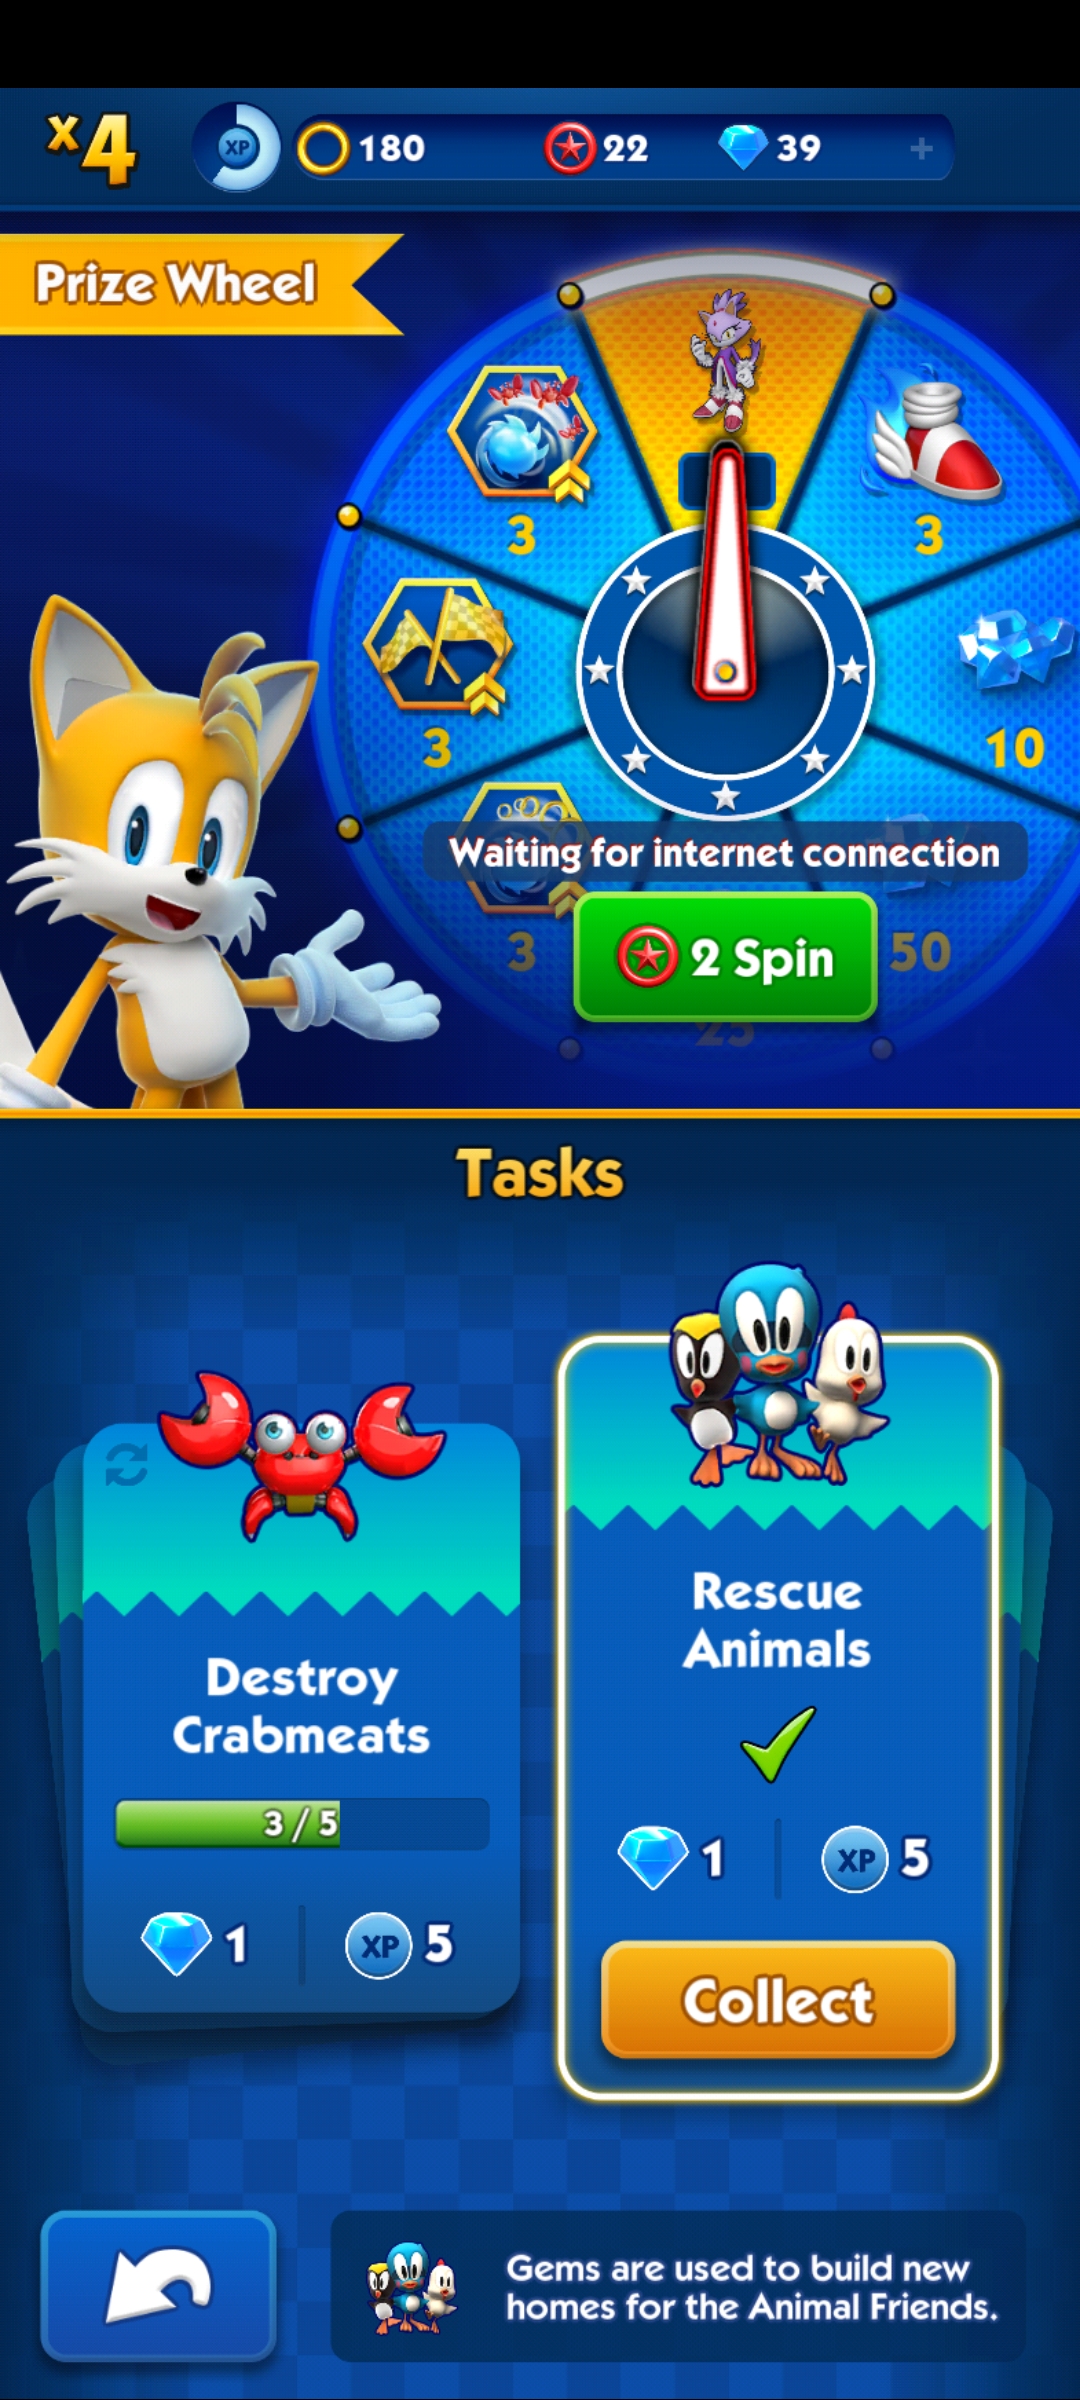 x4
XP
180
22
39
+
Prize Wheel
3
3
3
10
Waiting for internet connection
3
2 Spin
50
25
Tasks
Destroy
Crabmeats
3 / 5
1
XP
5
Rescue
Animals
1
XP
5
Collect
Gems are used to build new
homes for the Animal Friends.